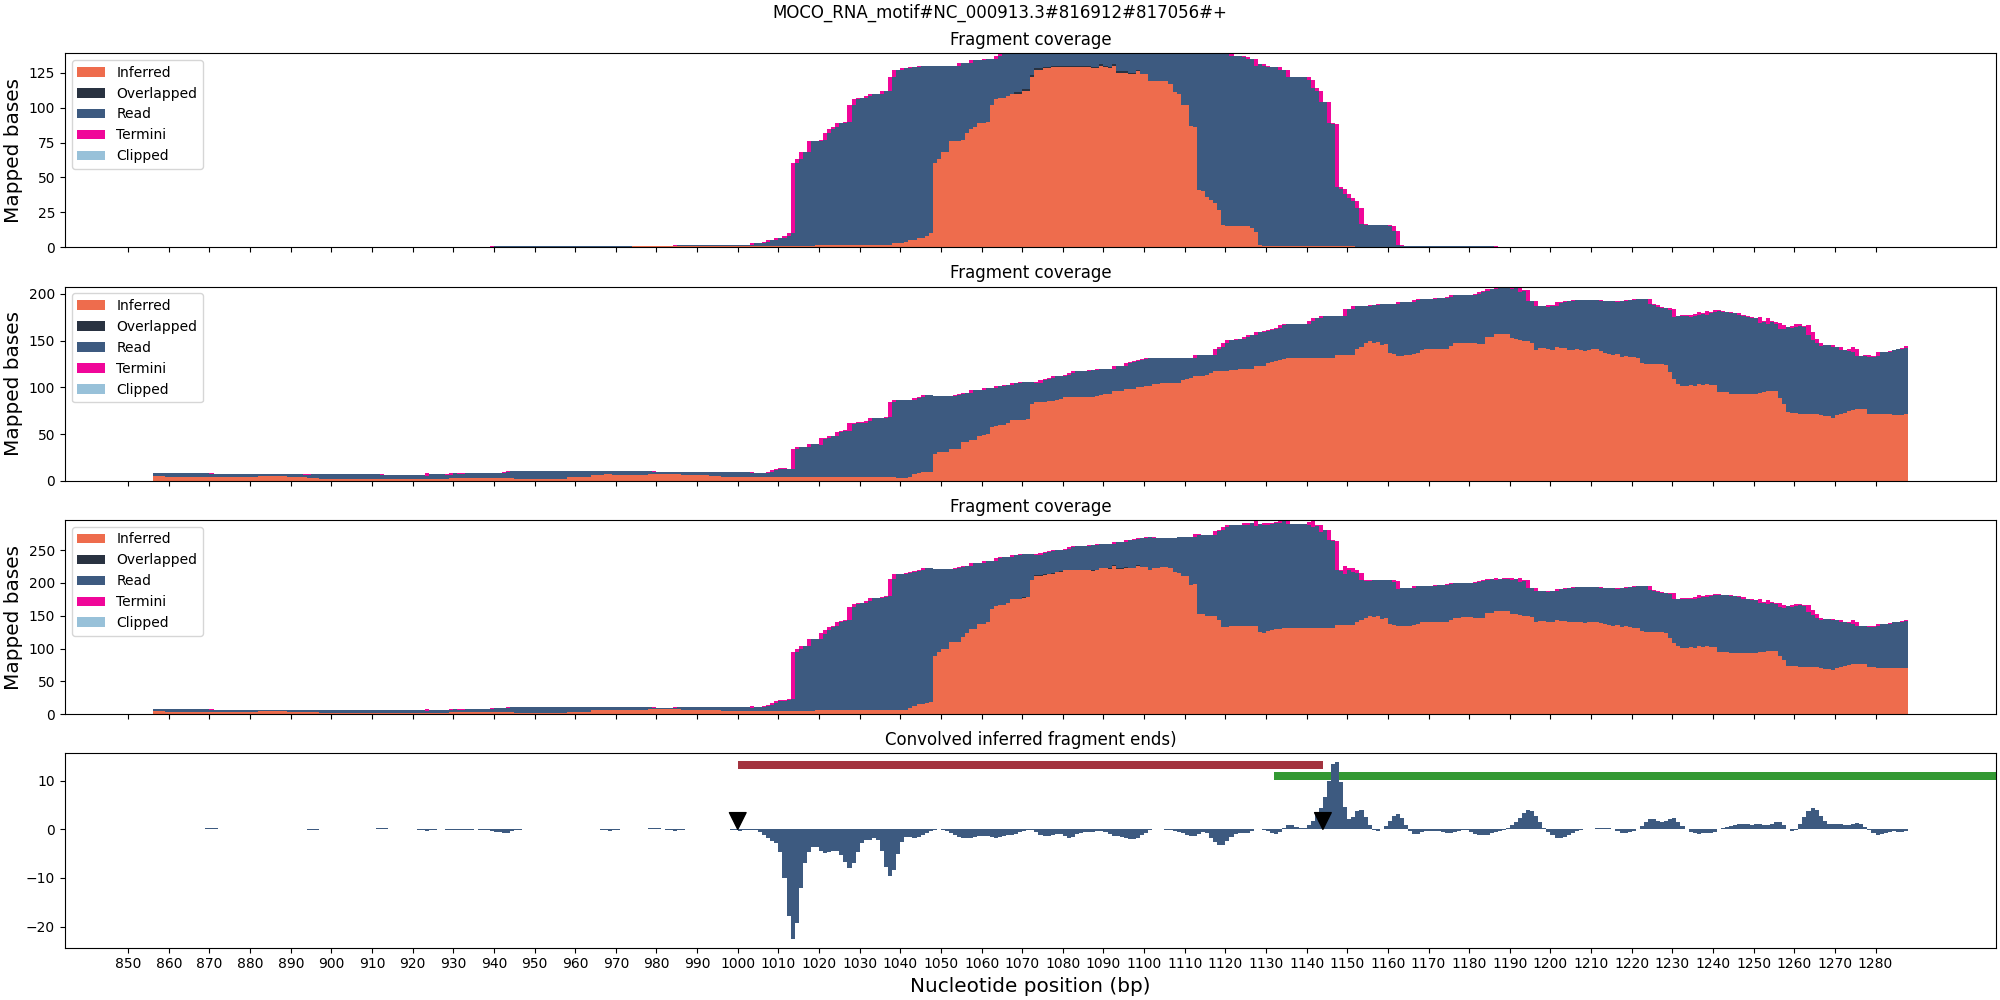 MOCO_RNA_motif#NC_000913.3#816912#817056#+
Fragment coverage
Mapped bases
125
100
75
50
25
0
Inferred
Overlapped
Read
Termini
Clipped
Fragment coverage
Mapped bases
200
150
100
50
0
Inferred
Overlapped
Read
Termini
Clipped
Fragment coverage
Mapped bases
250
200
150
100
50
0
Inferred
Overlapped
Read
Termini
Clipped
Convolved inferred fragment ends)
10
0
−10
−20
850 860 870 880 890 900 910 920 930 940 950 960 970 980 990 1000 1010 1020 1030 1040 1050 1060 1070 1080 1090 1100 1110 1120 1130 1140 1150 1160 1170 1180 1190 1200 1210 1220 1230 1240 1250 1260 1270 1280
Nucleotide position (bp)